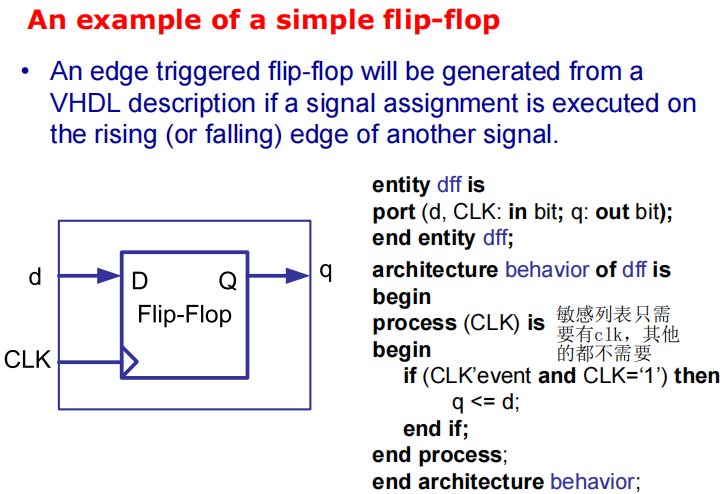 An example of a simple flip-flop
• An edge triggered flip-flop will be generated from a
VHDL description if a signal assignment is executed on
the rising (or falling) edge of another signal.
d
D
Q
q
Flip-Flop
CLK
entity dff is
port (d, CLK: in bit; q: out bit);
end entity dff;
architecture behavior of dff is
begin
process (CLK) is
敏感列表只需
要有clk，其他
的都不需要
begin
if (CLK’event and CLK=‘1’) then
q <= d;
end if;
end process;
end architecture behavior;